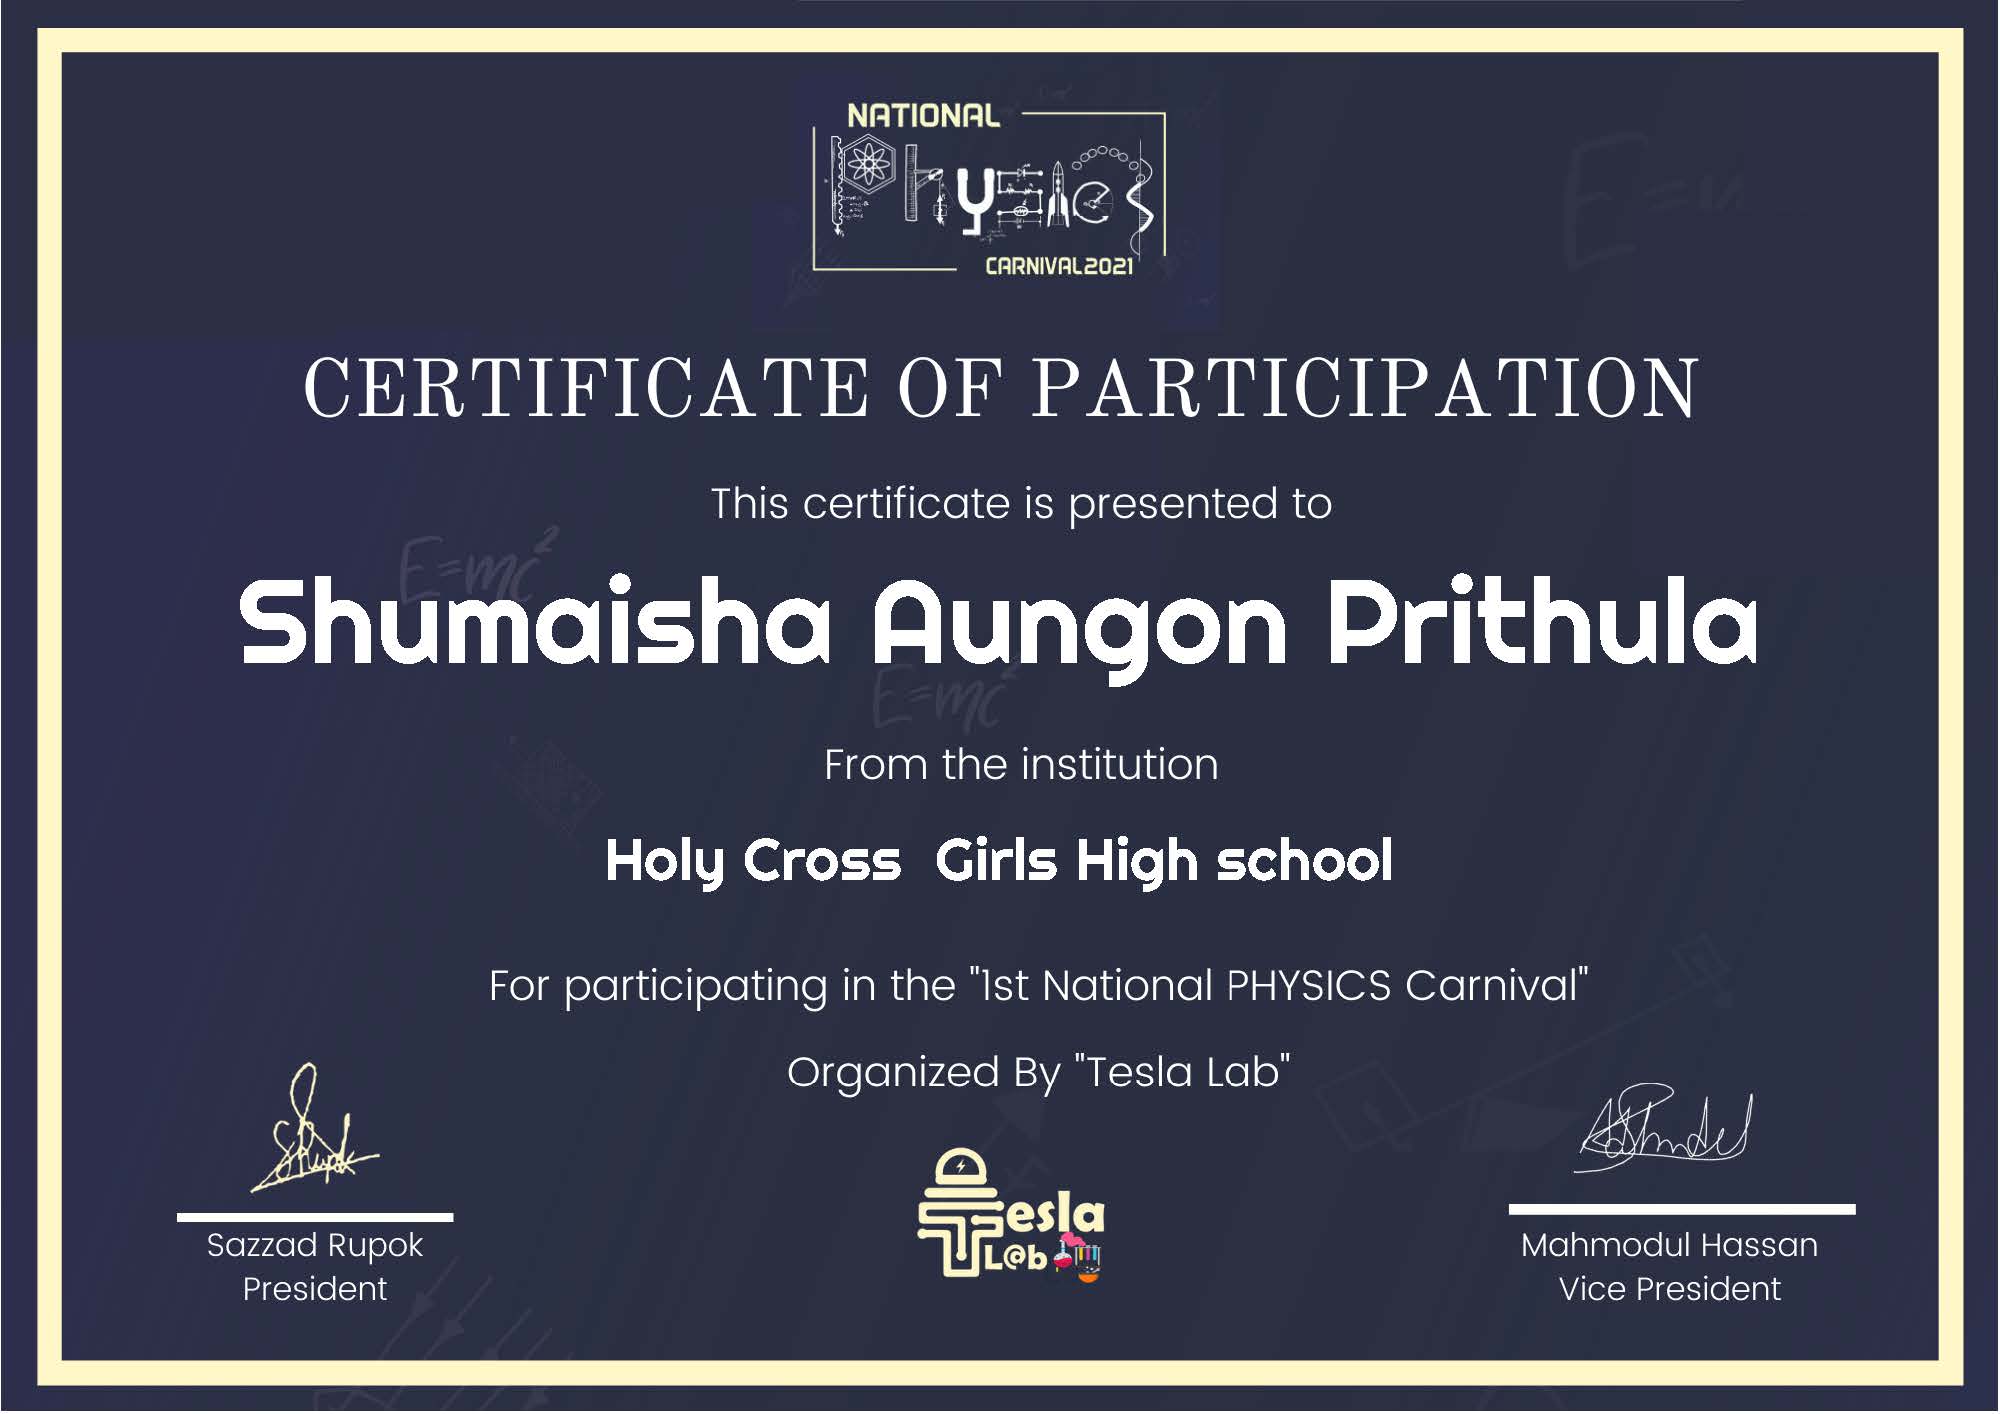 NATIONAL
Physics
CARNIVAL2021
CERTIFICATE OF PARTICIPATION
This certificate is presented to
E=mc²
Shumaisha Aungon Prithula
E=mc²
From the institution
Holy Cross  Girls High school
For participating in the "1st National PHYSICS Carnival"
Organized By "Tesla Lab"
Tesla
L@b
Sazzad Rupok
President
Mahmodul Hassan
Vice President